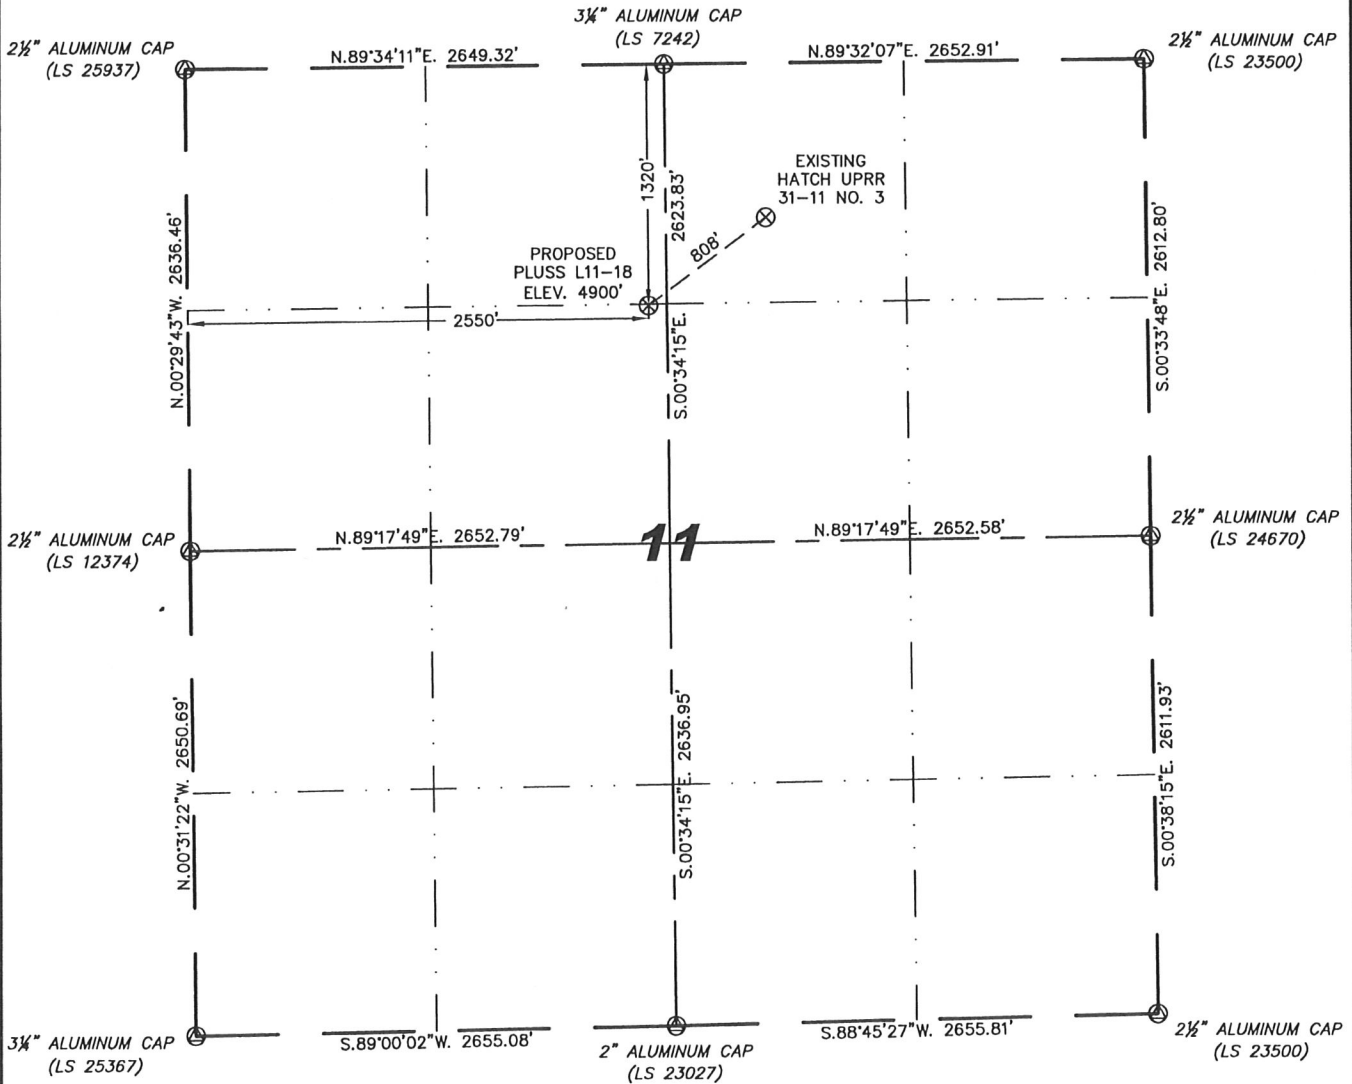 3¼" ALUMINUM CAP
(LS 7242)
2½" ALUMINUM CAP
(LS 25937)
N.89°34'11"E. 2649.32'
N.89°32'07"E. 2652.91'
2½" ALUMINUM CAP
(LS 23500)
1320'
2623.83'
S.00°34'15"E.
EXISTING
HATCH UPRR
31-11 NO. 3
808'
PROPOSED
PLUSS L11-18
ELEV. 4900'
2550'
N.00°29'43"W. 2636.46'
S.00°33'48"E. 2612.80'
2½" ALUMINUM CAP
(LS 12374)
N.89°17'49"E. 2652.79'
11
N.89°17'49"E. 2652.58'
2½" ALUMINUM CAP
(LS 24670)
N.00°31'22"W. 2650.69'
S.00°34'15"E. 2636.95'
S.00°38'15"E. 2611.93'
3¼" ALUMINUM CAP
(LS 25367)
S.89°00'02"W. 2655.08'
2" ALUMINUM CAP
(LS 23027)
S.88°45'27"W. 2655.81'
2½" ALUMINUM CAP
(LS 23500)